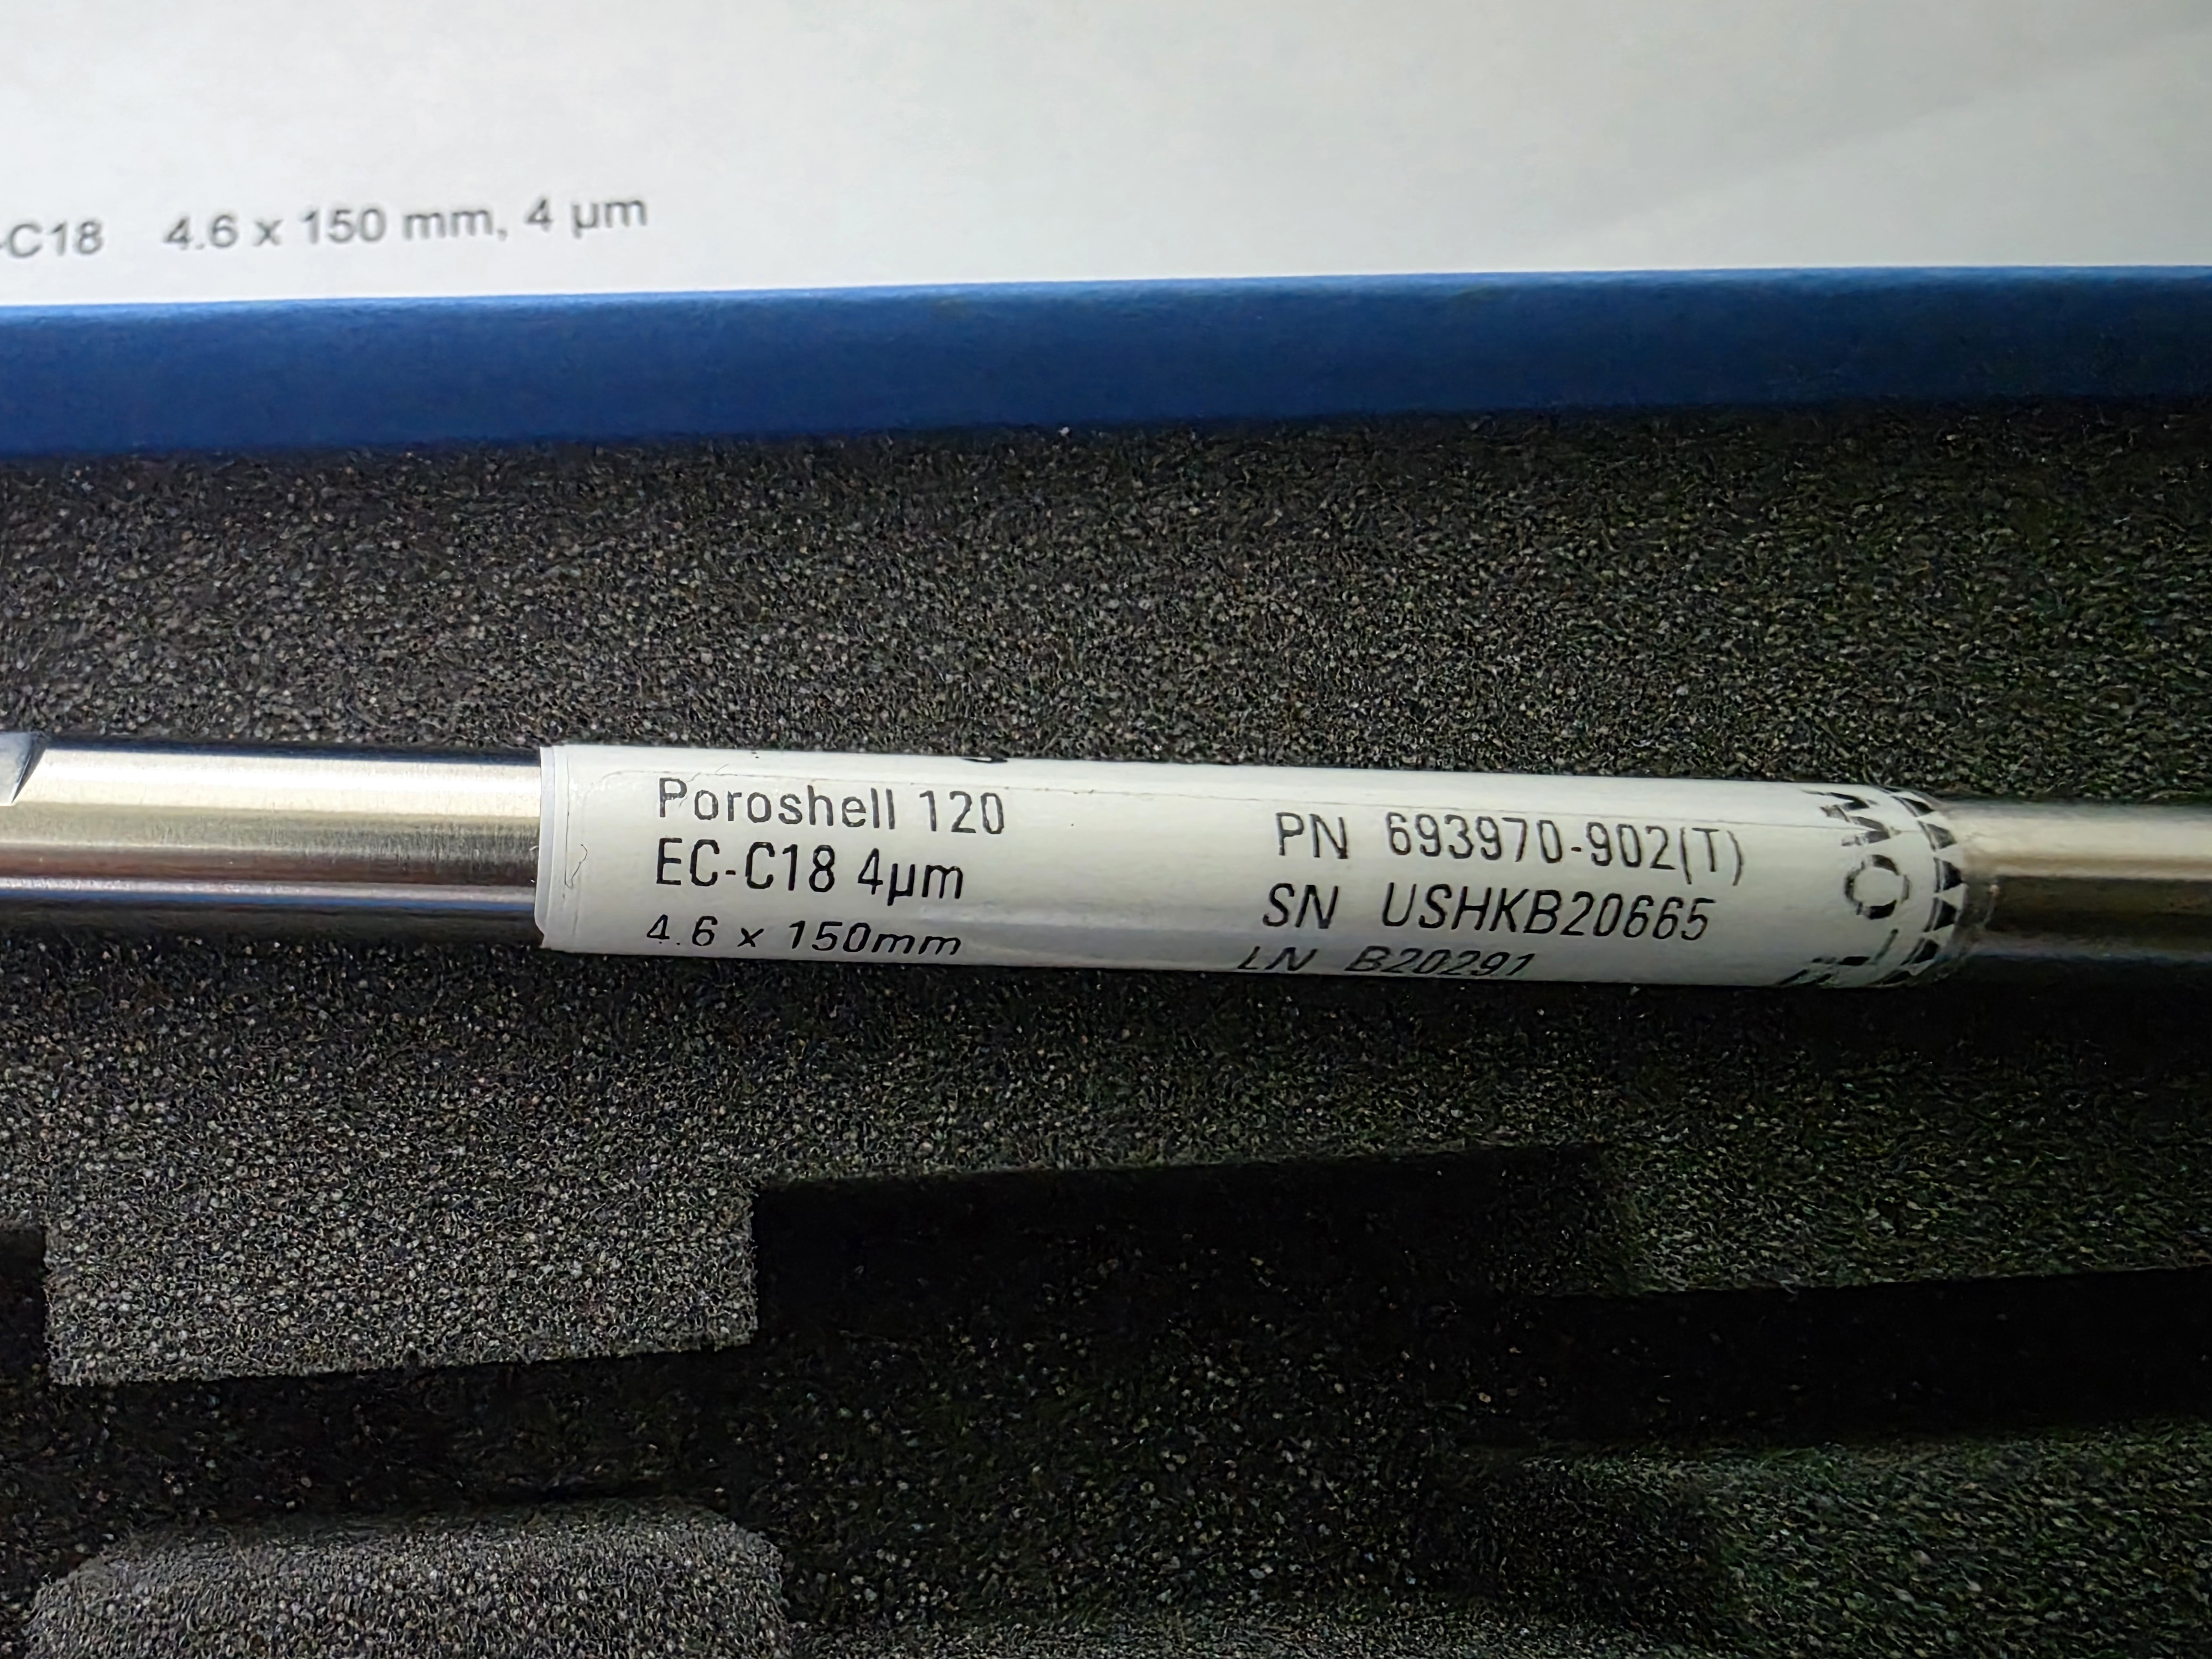 -C18 4.6 x 150 mm, 4 µm
Poroshell 120
EC-C18 4µm
4.6 x 150mm
PN 693970-902(T)
SN USHKB20665
LN B20291
FLOW